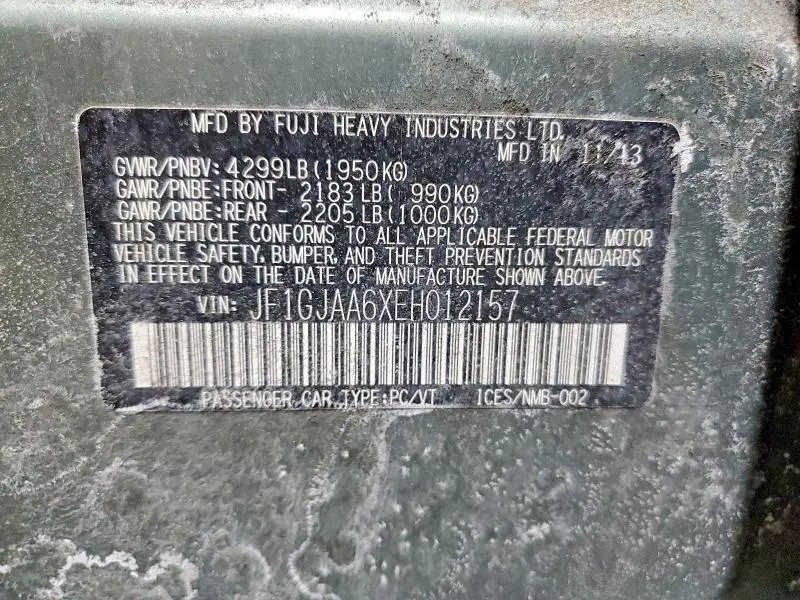 MFD BY FUJI HEAVY INDUSTRIES LTD.
MFD IN 11/13
GVWR/PNBV: 4299LB(1950KG)
GAWR/PNBE:FRONT- 2183LB( 990KG)
GAWR/PNBE:REAR - 2205LB(1000KG)
THIS VEHICLE CONFORMS TO ALL APPLICABLE FEDERAL MOTOR
VEHICLE SAFETY, BUMPER, AND THEFT PREVENTION STANDARDS
IN EFFECT ON THE DATE OF MANUFACTURE SHOWN ABOVE.
VIN: JF1GJAA6XEH012157
PASSENGER CAR TYPE:PC/VT ICES/NMB-002